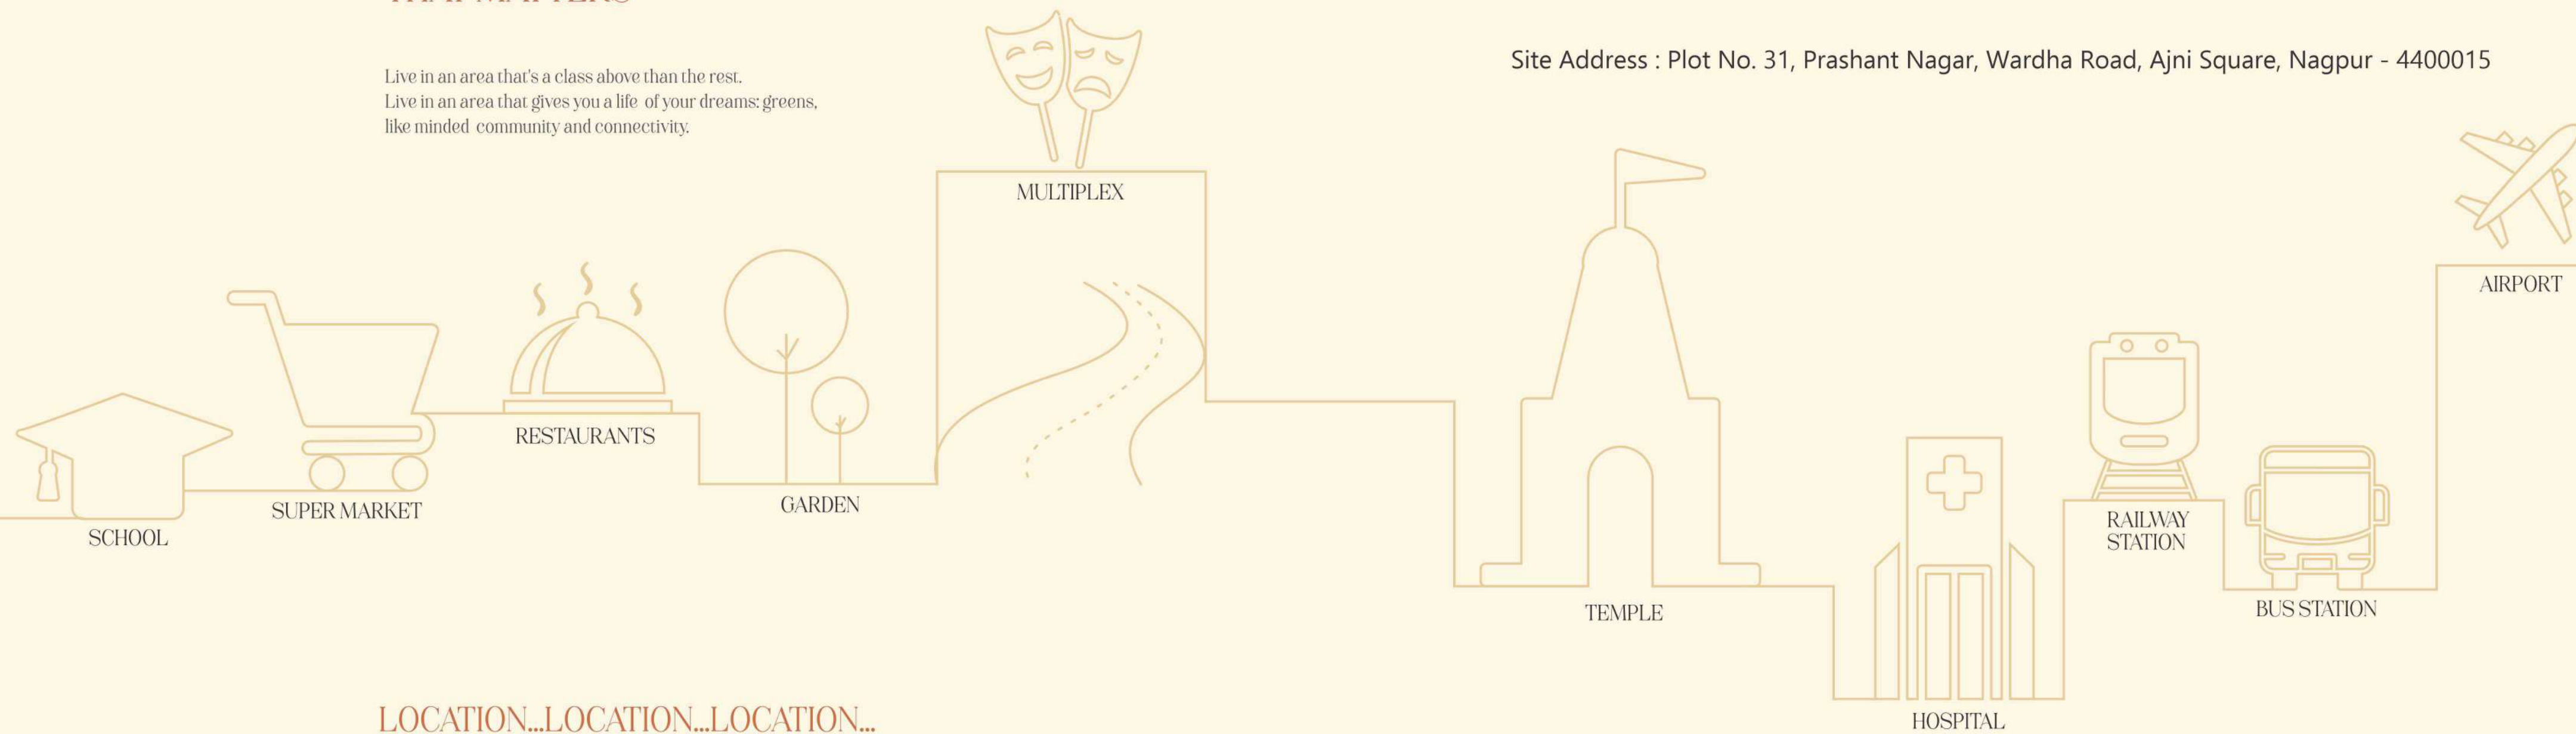 THAT MATTERS
Live in an area that's a class above than the rest.
Live in an area that gives you a life of your dreams: greens,
like minded community and connectivity.
Site Address : Plot No. 31, Prashant Nagar, Wardha Road, Ajni Square, Nagpur - 4400015
MULTIPLEX
AIRPORT
RESTAURANTS
GARDEN
SUPER MARKET
SCHOOL
RAILWAY
STATION
BUS STATION
TEMPLE
HOSPITAL
LOCATION...LOCATION...LOCATION...